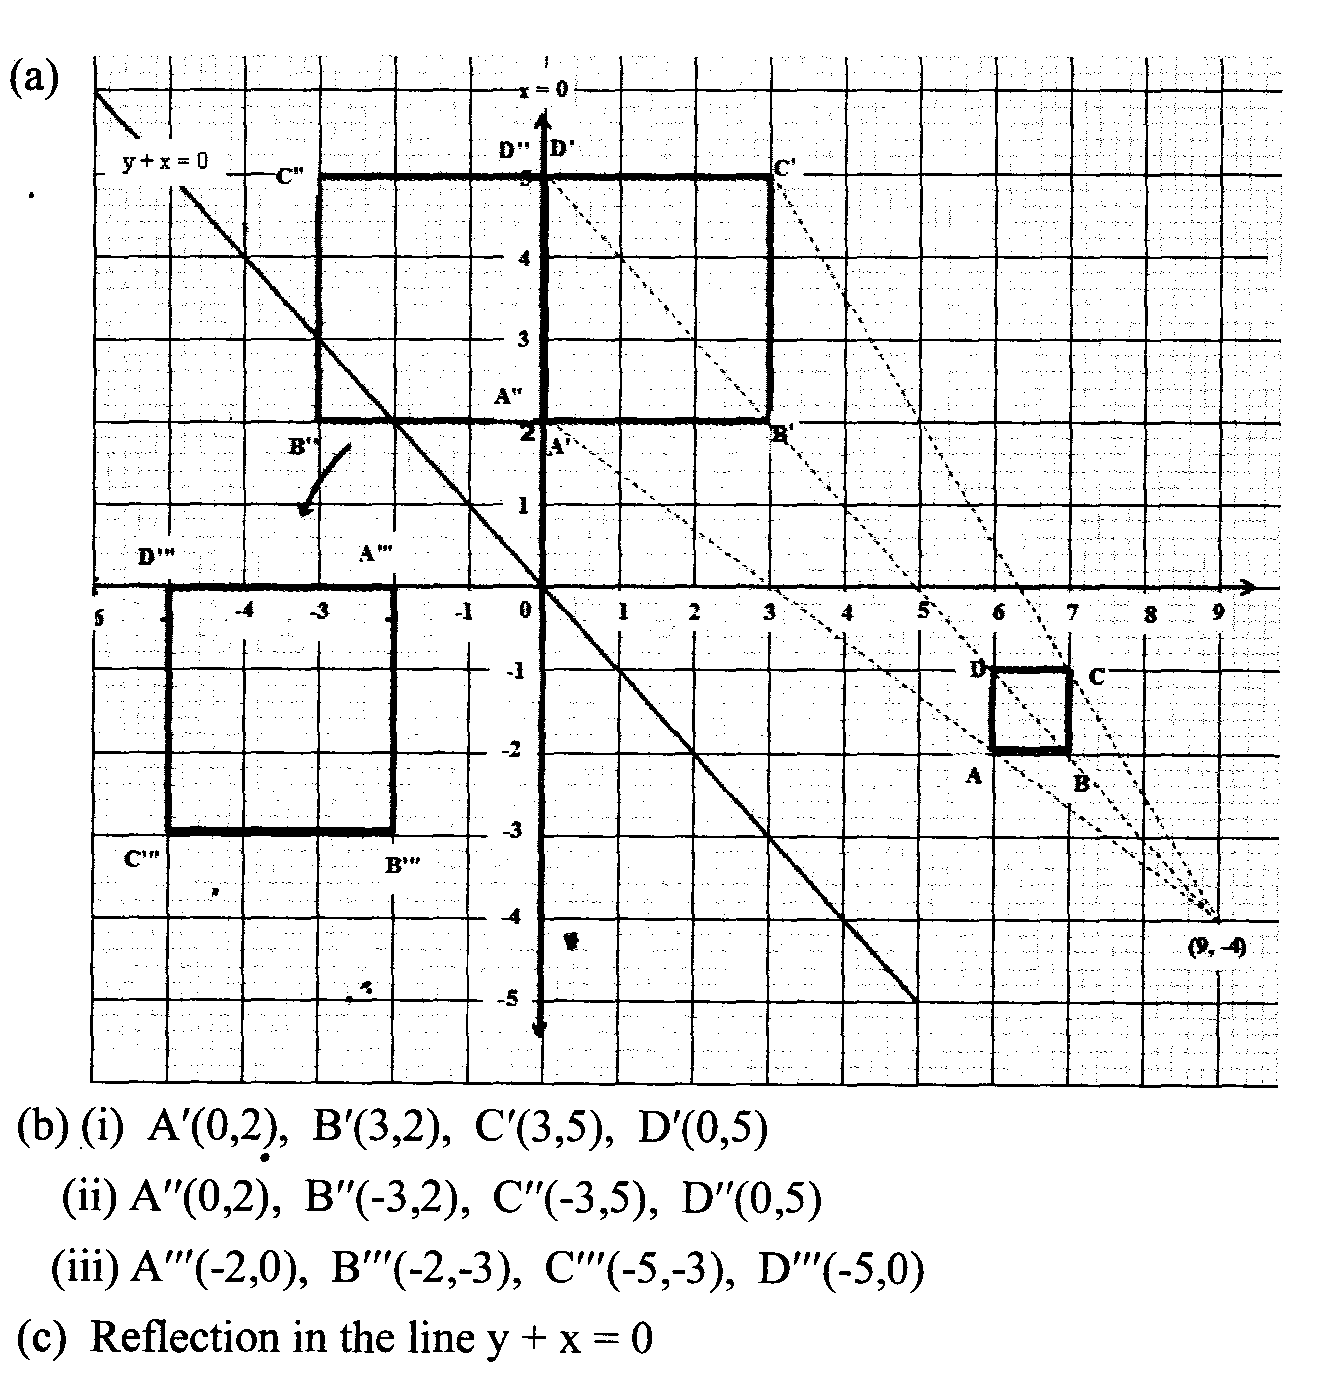 (a)
x = 0
y + x = 0
D'' D'
C'' 5 C'
4
3
A''
B'' 2 A' B'
1
D''' A'''
-4 -3 -1 0 1 2 3 4 5 6 7 8 9
-1 D C
-2
A B
-3
C''' B'''
-4
(9, -4)
-5
(b) (i) A′(0,2), B′(3,2), C′(3,5), D′(0,5)
(ii) A″(0,2), B″(-3,2), C″(-3,5), D″(0,5)
(iii) A‴(-2,0), B‴(-2,-3), C‴(-5,-3), D‴(-5,0)
(c) Reflection in the line y + x = 0